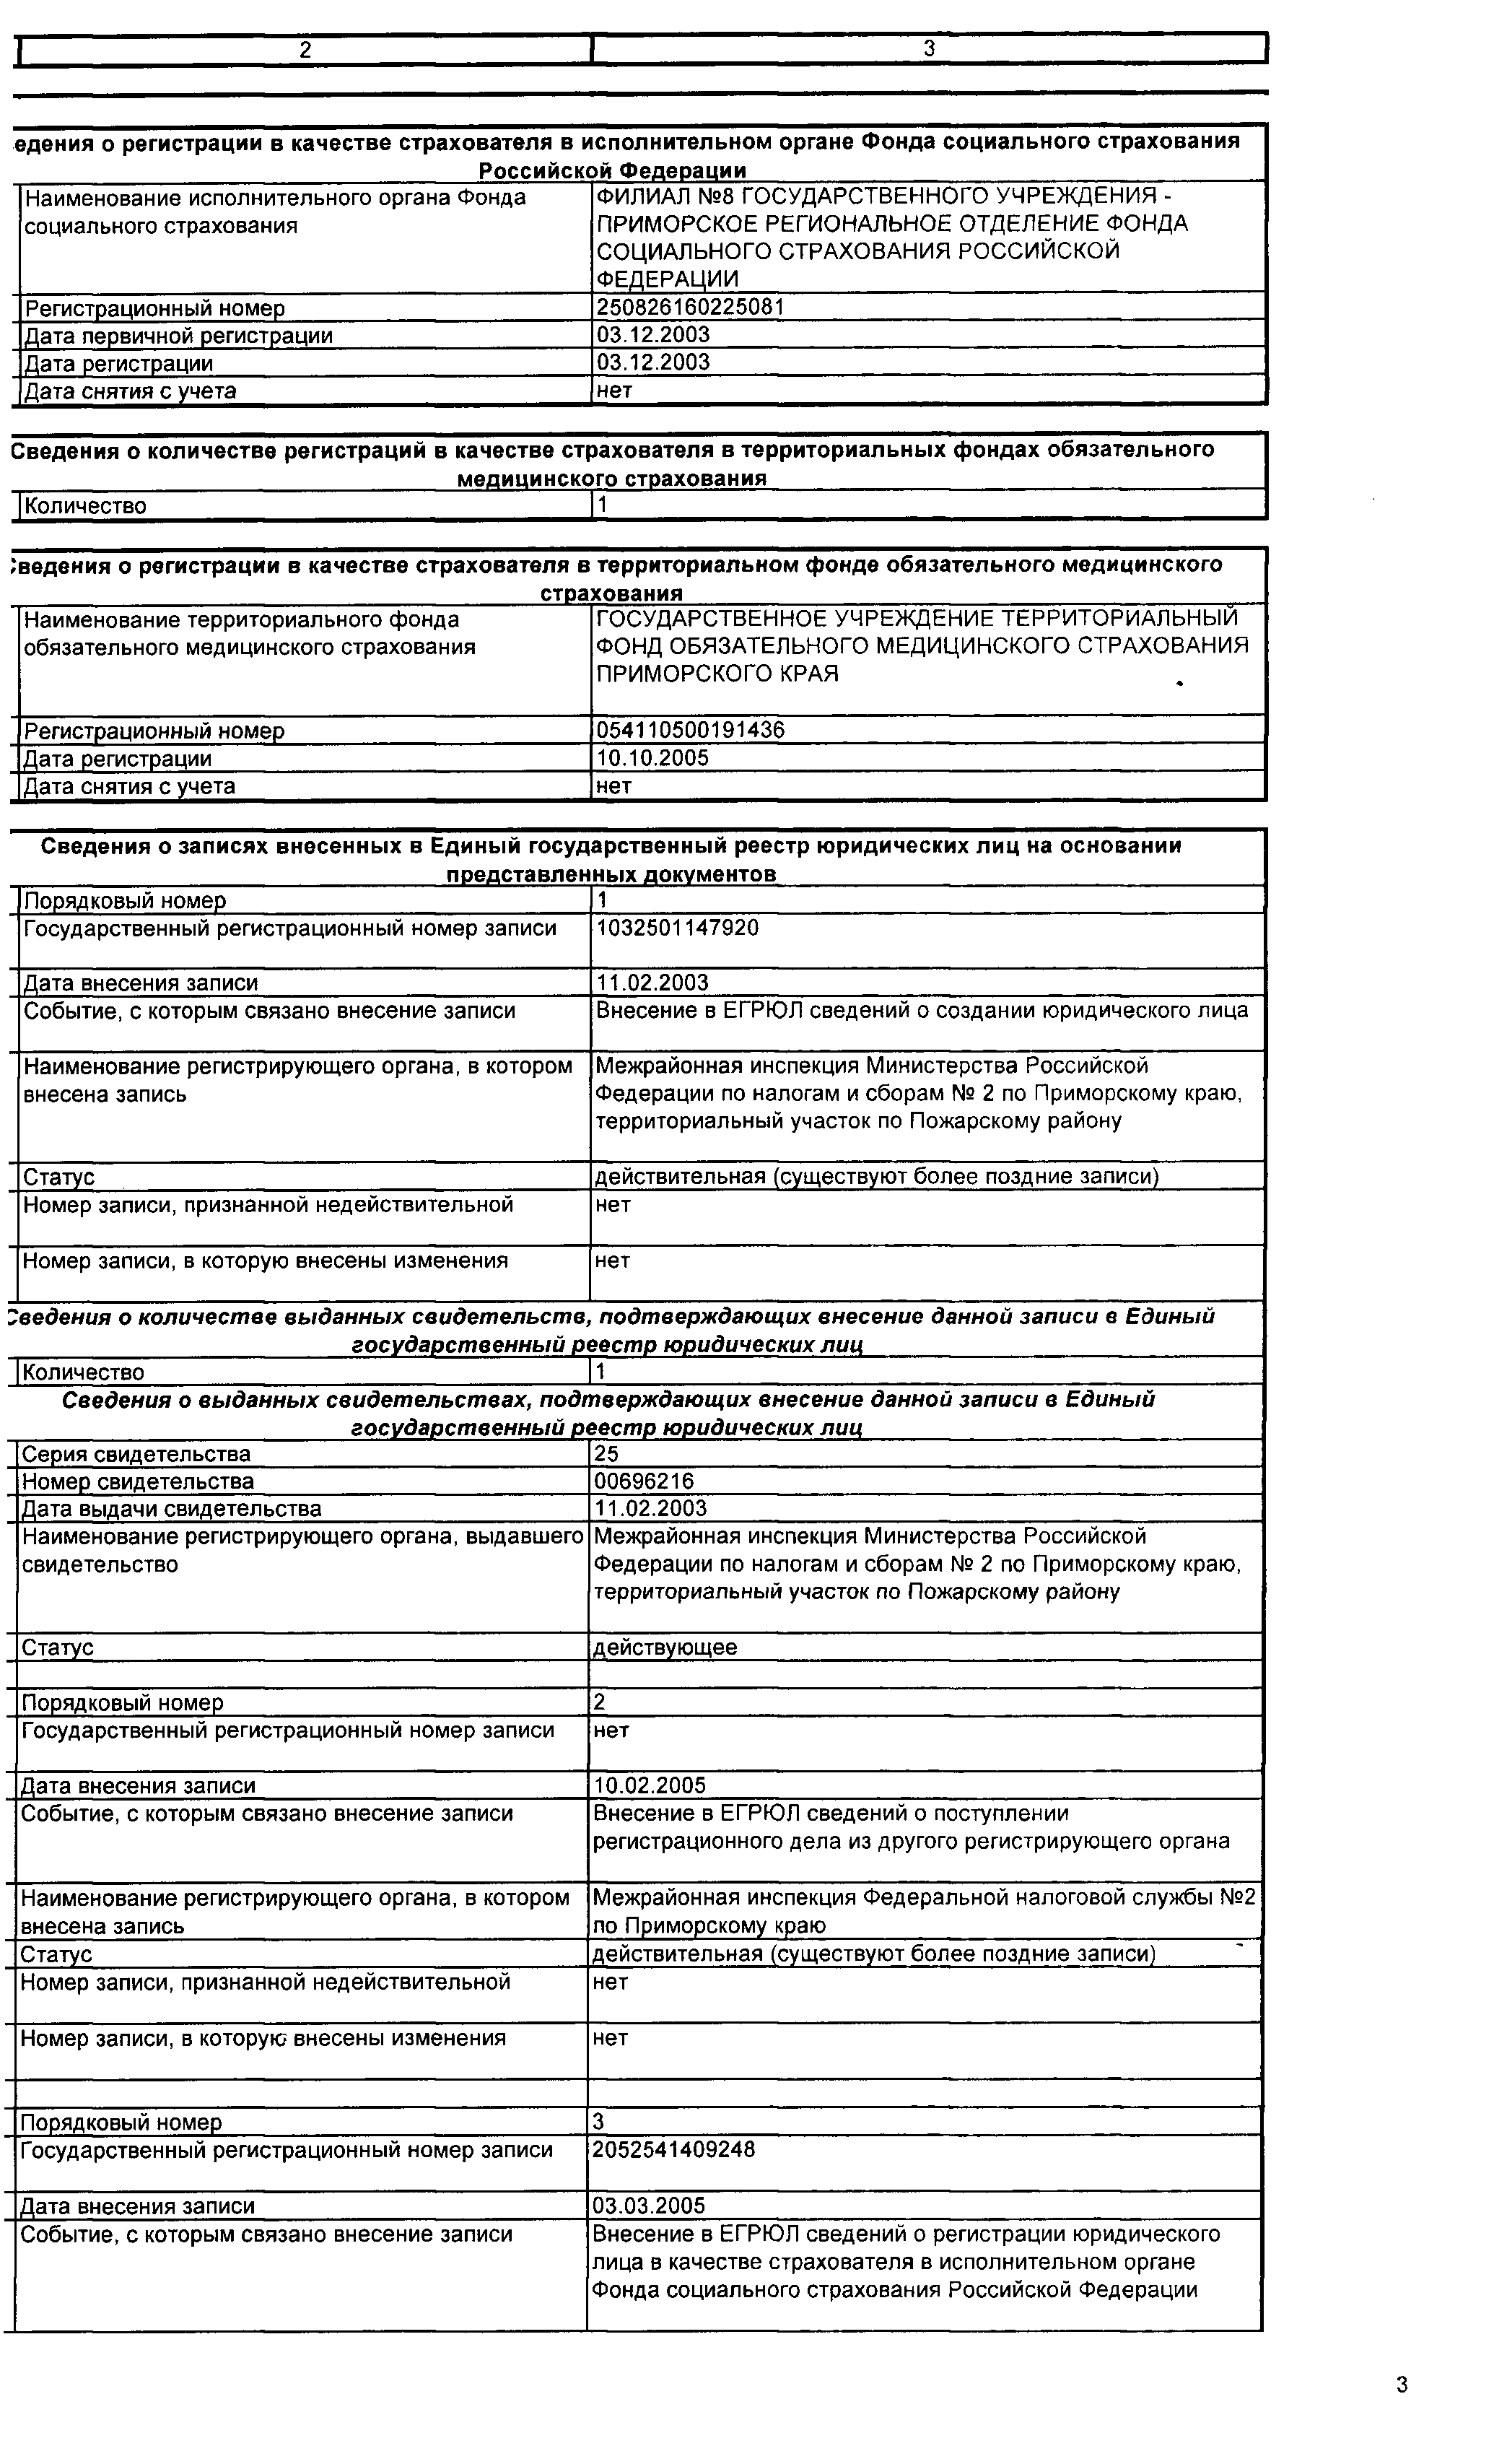 2 3
едения о регистрации в качестве страхователя в исполнительном органе Фонда социального страхования
Российской Федерации
Наименование исполнительного органа Фонда
социального страхования
ФИЛИАЛ №8 ГОСУДАРСТВЕННОГО УЧРЕЖДЕНИЯ -
ПРИМОРСКОЕ РЕГИОНАЛЬНОЕ ОТДЕЛЕНИЕ ФОНДА
СОЦИАЛЬНОГО СТРАХОВАНИЯ РОССИЙСКОЙ
ФЕДЕРАЦИИ
Регистрационный номер 250826160225081
Дата первичной регистрации 03.12.2003
Дата регистрации 03.12.2003
Дата снятия с учета нет
Сведения о количестве регистраций в качестве страхователя в территориальных фондах обязательного
медицинского страхования
Количество 1
Сведения о регистрации в качестве страхователя в территориальном фонде обязательного медицинского
страхования
Наименование территориального фонда
обязательного медицинского страхования
ГОСУДАРСТВЕННОЕ УЧРЕЖДЕНИЕ ТЕРРИТОРИАЛЬНЫЙ
ФОНД ОБЯЗАТЕЛЬНОГО МЕДИЦИНСКОГО СТРАХОВАНИЯ
ПРИМОРСКОГО КРАЯ
Регистрационный номер 054110500191436
Дата регистрации 10.10.2005
Дата снятия с учета нет
Сведения о записях внесенных в Единый государственный реестр юридических лиц на основании
представленных документов
Порядковый номер 1
Государственный регистрационный номер записи 1032501147920
Дата внесения записи 11.02.2003
Событие, с которым связано внесение записи Внесение в ЕГРЮЛ сведений о создании юридического лица
Наименование регистрирующего органа, в котором
внесена запись
Межрайонная инспекция Министерства Российской
Федерации по налогам и сборам № 2 по Приморскому краю,
территориальный участок по Пожарскому району
Статус действительная (существуют более поздние записи)
Номер записи, признанной недействительной нет
Номер записи, в которую внесены изменения нет
Сведения о количестве выданных свидетельств, подтверждающих внесение данной записи в Единый
государственный реестр юридических лиц
Количество 1
Сведения о выданных свидетельствах, подтверждающих внесение данной записи в Единый
государственный реестр юридических лиц
Серия свидетельства 25
Номер свидетельства 00696216
Дата выдачи свидетельства 11.02.2003
Наименование регистрирующего органа, выдавшего
свидетельство
Межрайонная инспекция Министерства Российской
Федерации по налогам и сборам № 2 по Приморскому краю,
территориальный участок по Пожарскому району
Статус действующее
Порядковый номер 2
Государственный регистрационный номер записи нет
Дата внесения записи 10.02.2005
Событие, с которым связано внесение записи
Внесение в ЕГРЮЛ сведений о поступлении
регистрационного дела из другого регистрирующего органа
Наименование регистрирующего органа, в котором
внесена запись
Межрайонная инспекция Федеральной налоговой службы №2
по Приморскому краю
Статус действительная (существуют более поздние записи)
Номер записи, признанной недействительной нет
Номер записи, в которую внесены изменения нет
Порядковый номер 3
Государственный регистрационный номер записи 2052541409248
Дата внесения записи 03.03.2005
Событие, с которым связано внесение записи
Внесение в ЕГРЮЛ сведений о регистрации юридического
лица в качестве страхователя в исполнительном органе
Фонда социального страхования Российской Федерации
3